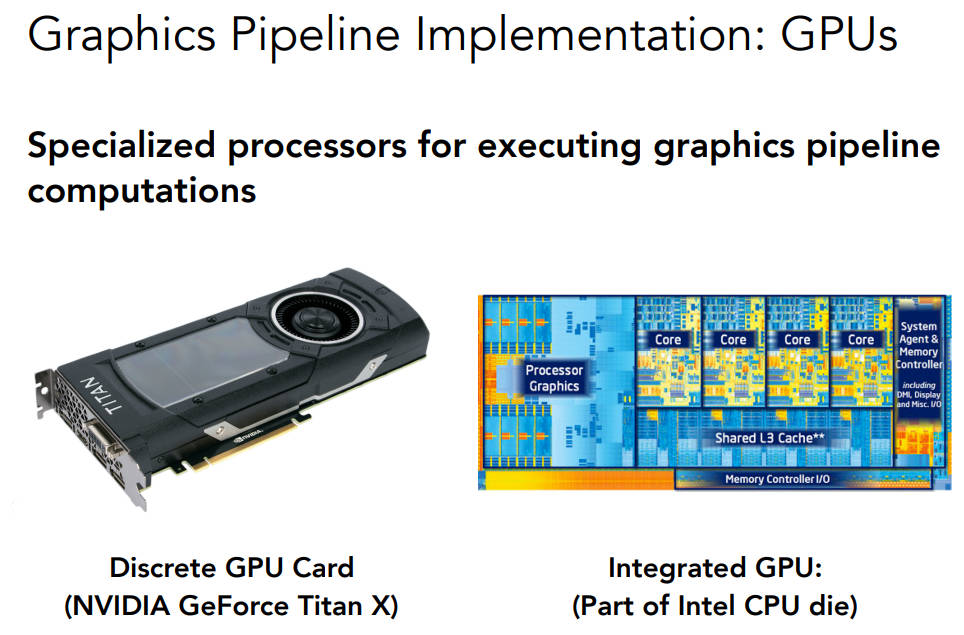 Graphics Pipeline Implementation: GPUs
Specialized processors for executing graphics pipeline
computations
TITAN
NVIDIA
Processor
Graphics
Core
Core
Core
Core
System
Agent &
Memory
Controller
including
DMI, Display
and Misc. I/O
Shared L3 Cache**
Memory Controller I/O
Discrete GPU Card
(NVIDIA GeForce Titan X)
Integrated GPU:
(Part of Intel CPU die)